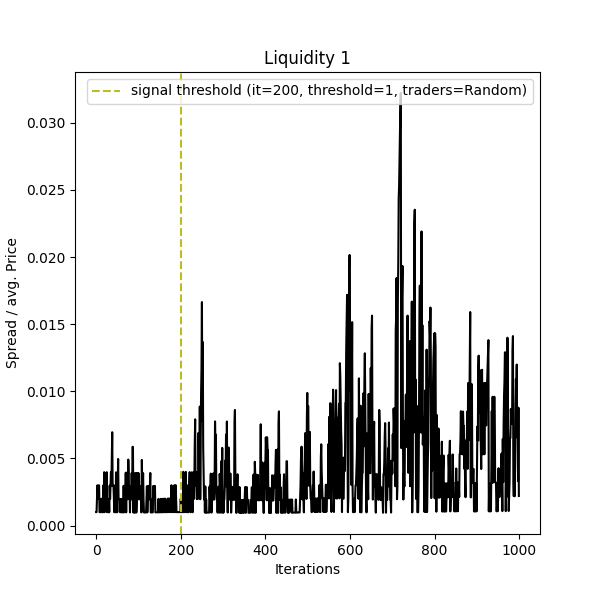 Liquidity 1
signal threshold (it=200, threshold=1, traders=Random)
Spread / avg. Price
0.030
0.025
0.020
0.015
0.010
0.005
0.000
0 200 400 600 800 1000
Iterations